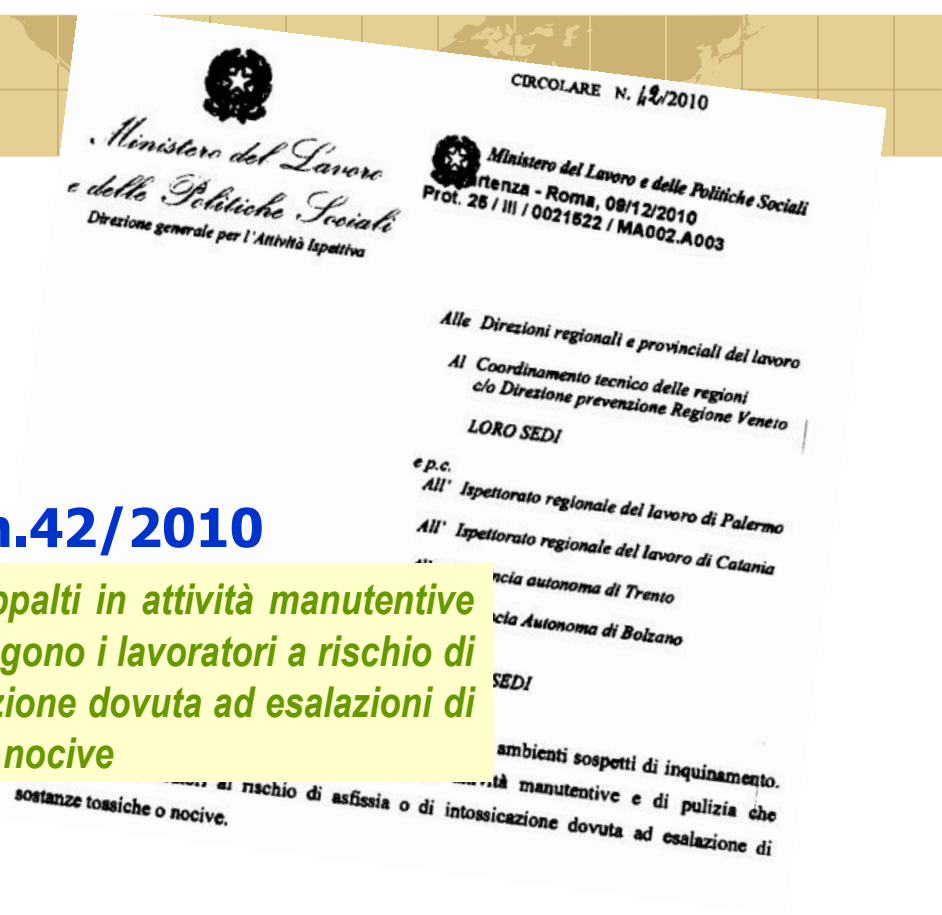 CIRCOLARE N. 42/2010
Ministero del Lavoro
e delle Politiche Sociali
Direzione generale per l'Attività Ispettiva
Ministero del Lavoro e delle Politiche Sociali
rtenza - Roma, 09/12/2010
Prot. 25 / III / 0021522 / MA002.A003
Alle Direzioni regionali e provinciali del lavoro
Al Coordinamento tecnico delle regioni
c/o Direzione prevenzione Regione Veneto
LORO SEDI
e p.c.
All' Ispettorato regionale del lavoro di Palermo
All' Ispettorato regionale del lavoro di Catania
ncia autonoma di Trento
cia Autonoma di Bolzano
SEDI
n.42/2010
ppalti in attività manutentive
gono i lavoratori a rischio di
zione dovuta ad esalazioni di
nocive
ambienti sospetti di inquinamento.
tà manutentive e di pulizia che
al rischio di asfissia o di intossicazione dovuta ad esalazione di
sostanze tossiche o nocive.